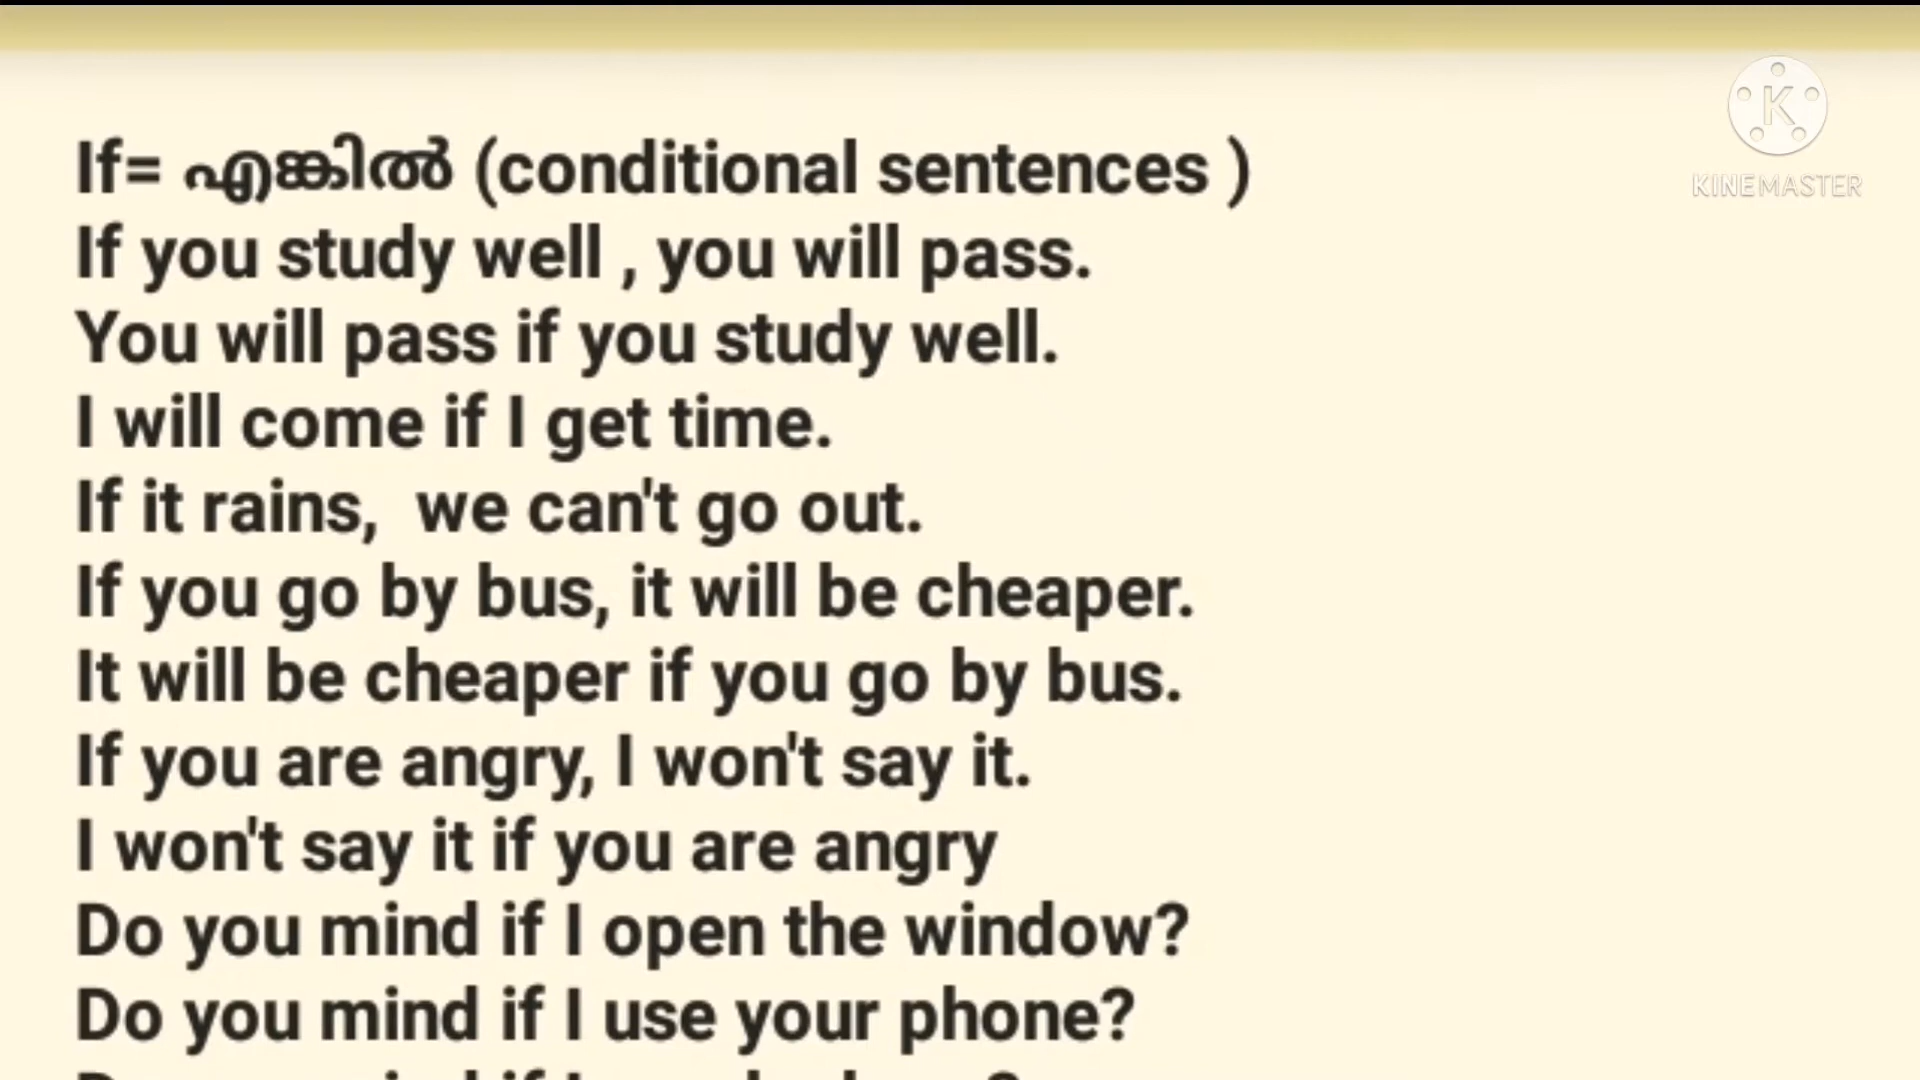 If= എങ്കിൽ (conditional sentences )
If you study well , you will pass.
You will pass if you study well.
I will come if I get time.
If it rains,  we can't go out.
If you go by bus, it will be cheaper.
It will be cheaper if you go by bus.
If you are angry, I won't say it.
I won't say it if you are angry
Do you mind if I open the window?
Do you mind if I use your phone?
K
KINEMASTER